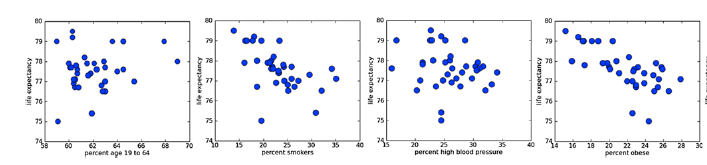 80
79
78
77
76
75
74
life expectancy
58 60 62 64 66 68 70
percent age 19 to 64
80
79
78
77
76
75
74
life expectancy
10 15 20 25 30 35 40
percent smokers
80
79
78
77
76
75
74
life expectancy
15 20 25 30 35 40
percent high blood pressure
80
79
78
77
76
75
74
life expectancy
14 16 18 20 22 24 26 28 30
percent obese